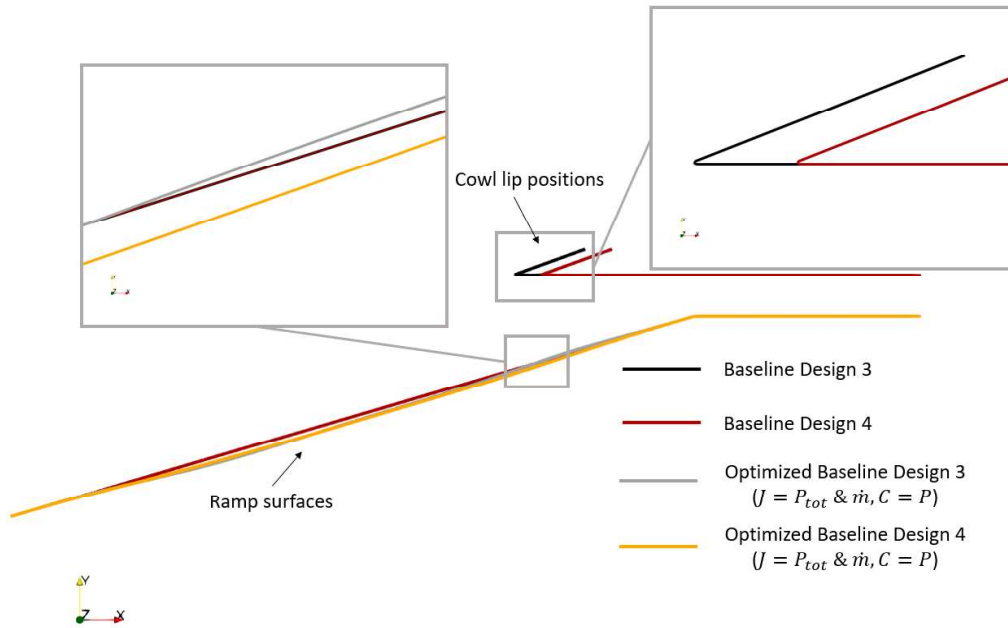 Cowl lip positions
Ramp surfaces
Baseline Design 3
Baseline Design 4
Optimized Baseline Design 3
(J = P_tot & ṁ, C = P)
Optimized Baseline Design 4
(J = P_tot & ṁ, C = P)
Y
Z
X